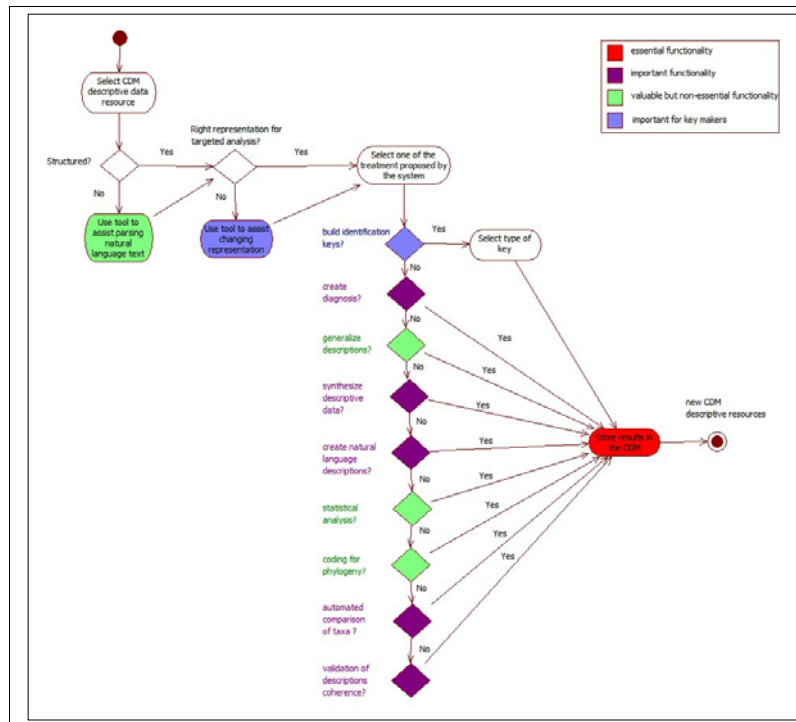 essential functionality
important functionality
valuable but non-essential functionality
important for key makers
Select CDM
descriptive data
resource
Structured?
Yes
No
Right representation for
targeted analysis?
Yes
No
Use tool to
assist parsing
natural
language text
Use tool to assist
changing
representation
Select one of the
treatment proposed by
the system
build identification
keys?
Yes
No
Select type of
key
create
diagnosis?
Yes
No
generalize
descriptions?
Yes
No
synthesize
descriptive
data?
Yes
No
create natural
language
descriptions?
Yes
No
statistical
analysis?
Yes
No
coding for
phylogeny?
Yes
No
automated
comparison
of taxa ?
Yes
No
validation of
descriptions
coherence?
Yes
Store results in
the CDM
new CDM
descriptive resources